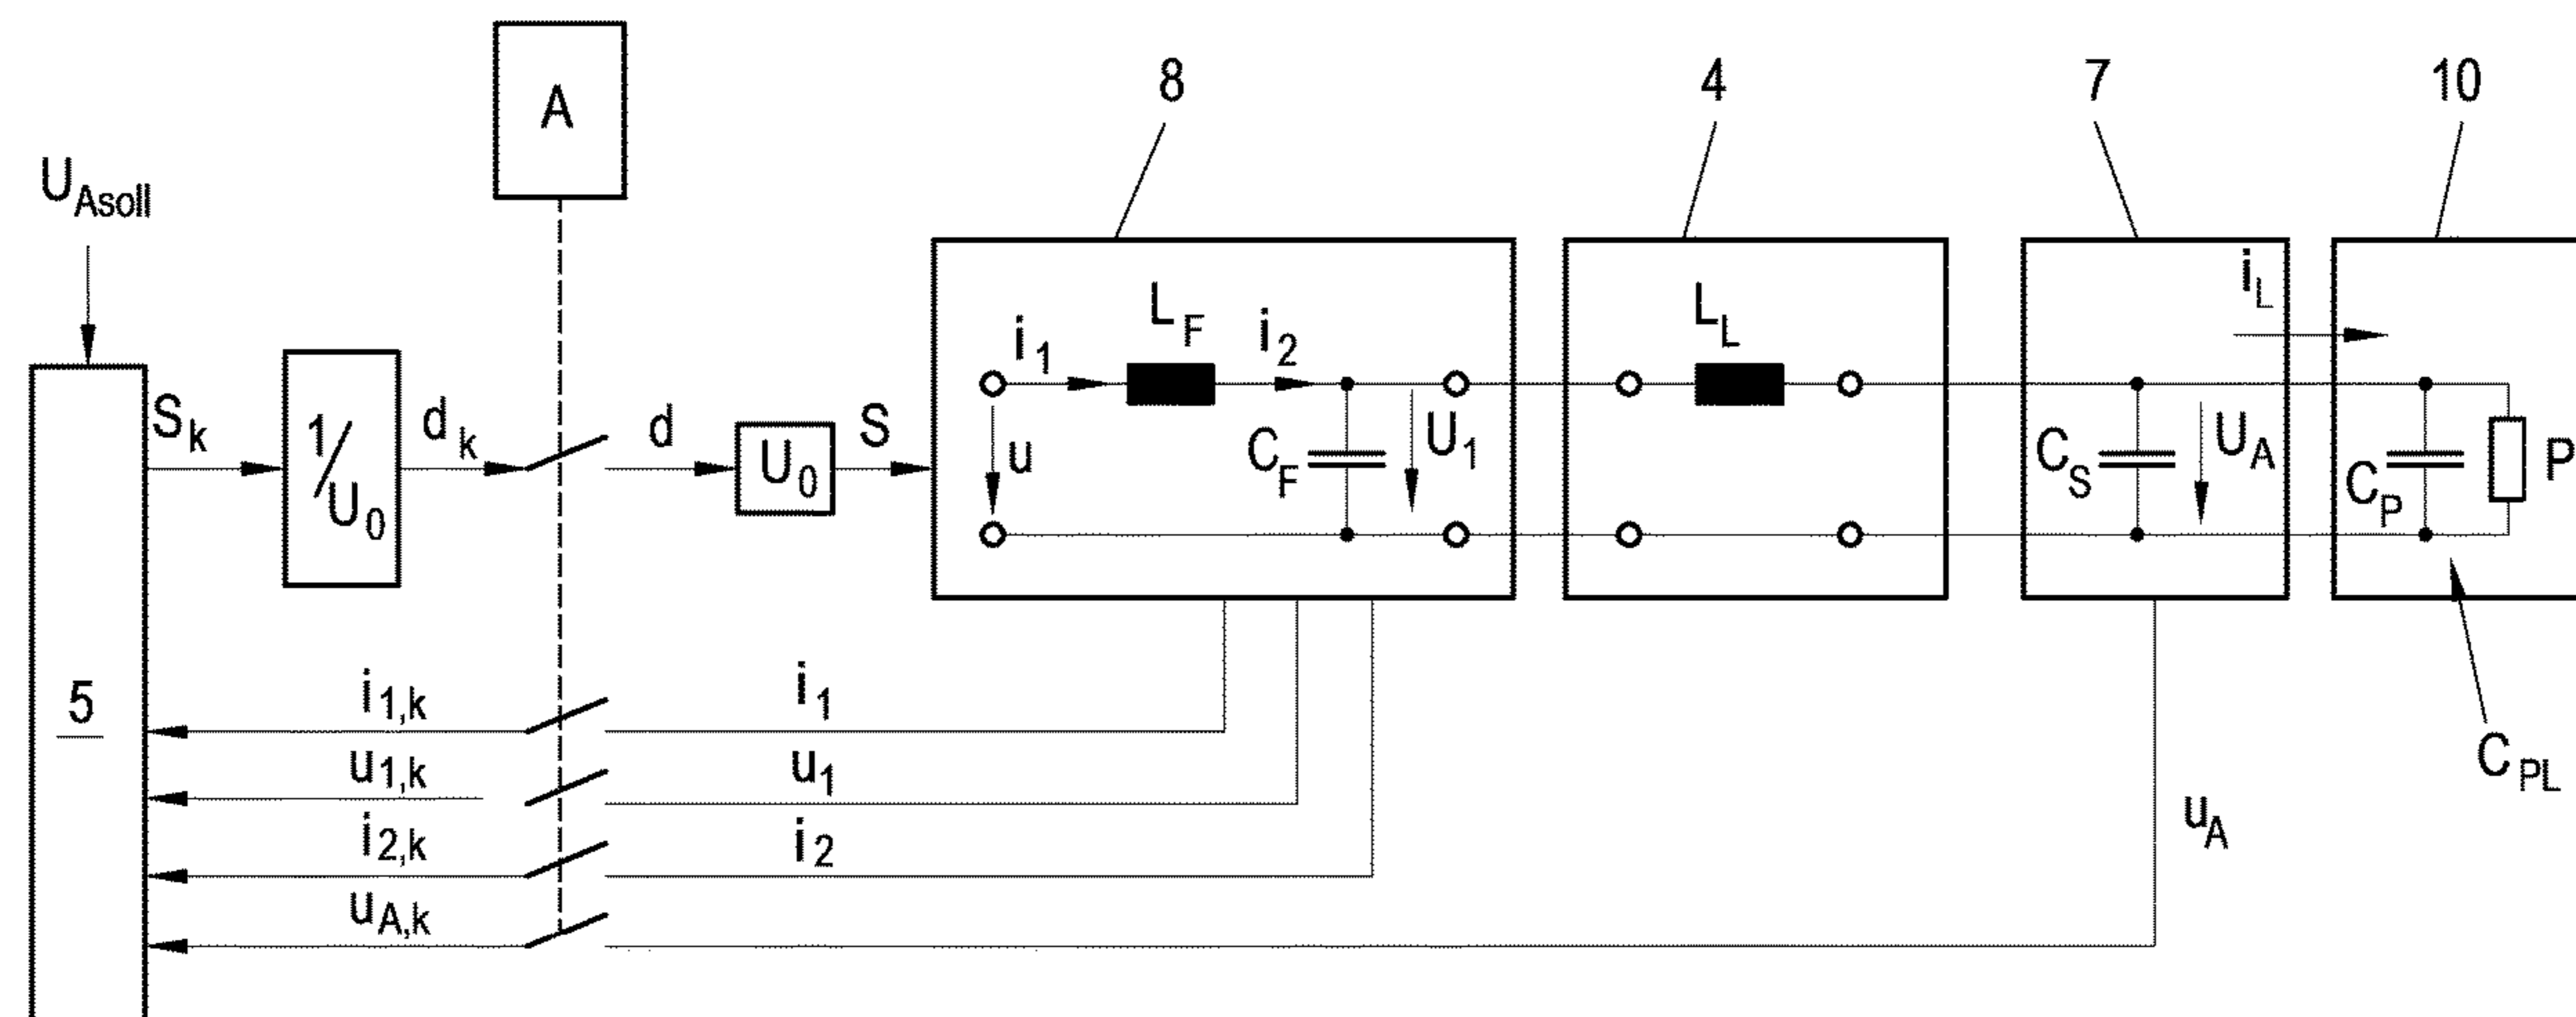 A
8
4
7
10
U_Asoll
S_k
1/U_0
d_k
d
U_0
S
i_1
L_F
i_2
u
C_F
U_1
L_L
i_L
C_S
U_A
C_P
P
C_PL
5
i_1,k
i_1
u_1,k
u_1
i_2,k
i_2
u_A,k
u_A